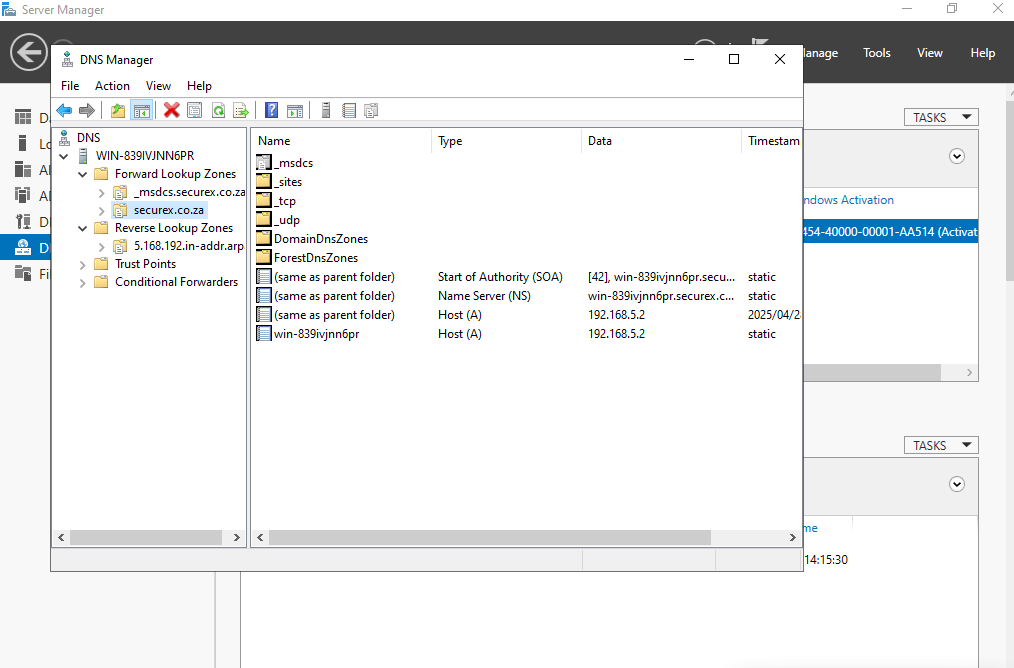 Server Manager
Manage Tools View Help
DNS Manager
File Action View Help
DNS
WIN-839IVJNN6PR
Forward Lookup Zones
_msdcs.securex.co.za
securex.co.za
Reverse Lookup Zones
5.168.192.in-addr.arp
Trust Points
Conditional Forwarders
Name Type Data Timestam
_msdcs
_sites
_tcp
_udp
DomainDnsZones
ForestDnsZones
(same as parent folder) Start of Authority (SOA) [42], win-839ivjnn6pr.secu... static
(same as parent folder) Name Server (NS) win-839ivjnn6pr.securex.c... static
(same as parent folder) Host (A) 192.168.5.2 2025/04/2
win-839ivjnn6pr Host (A) 192.168.5.2 static
TASKS
ndows Activation
454-40000-00001-AA514 (Activat
TASKS
me
14:15:30